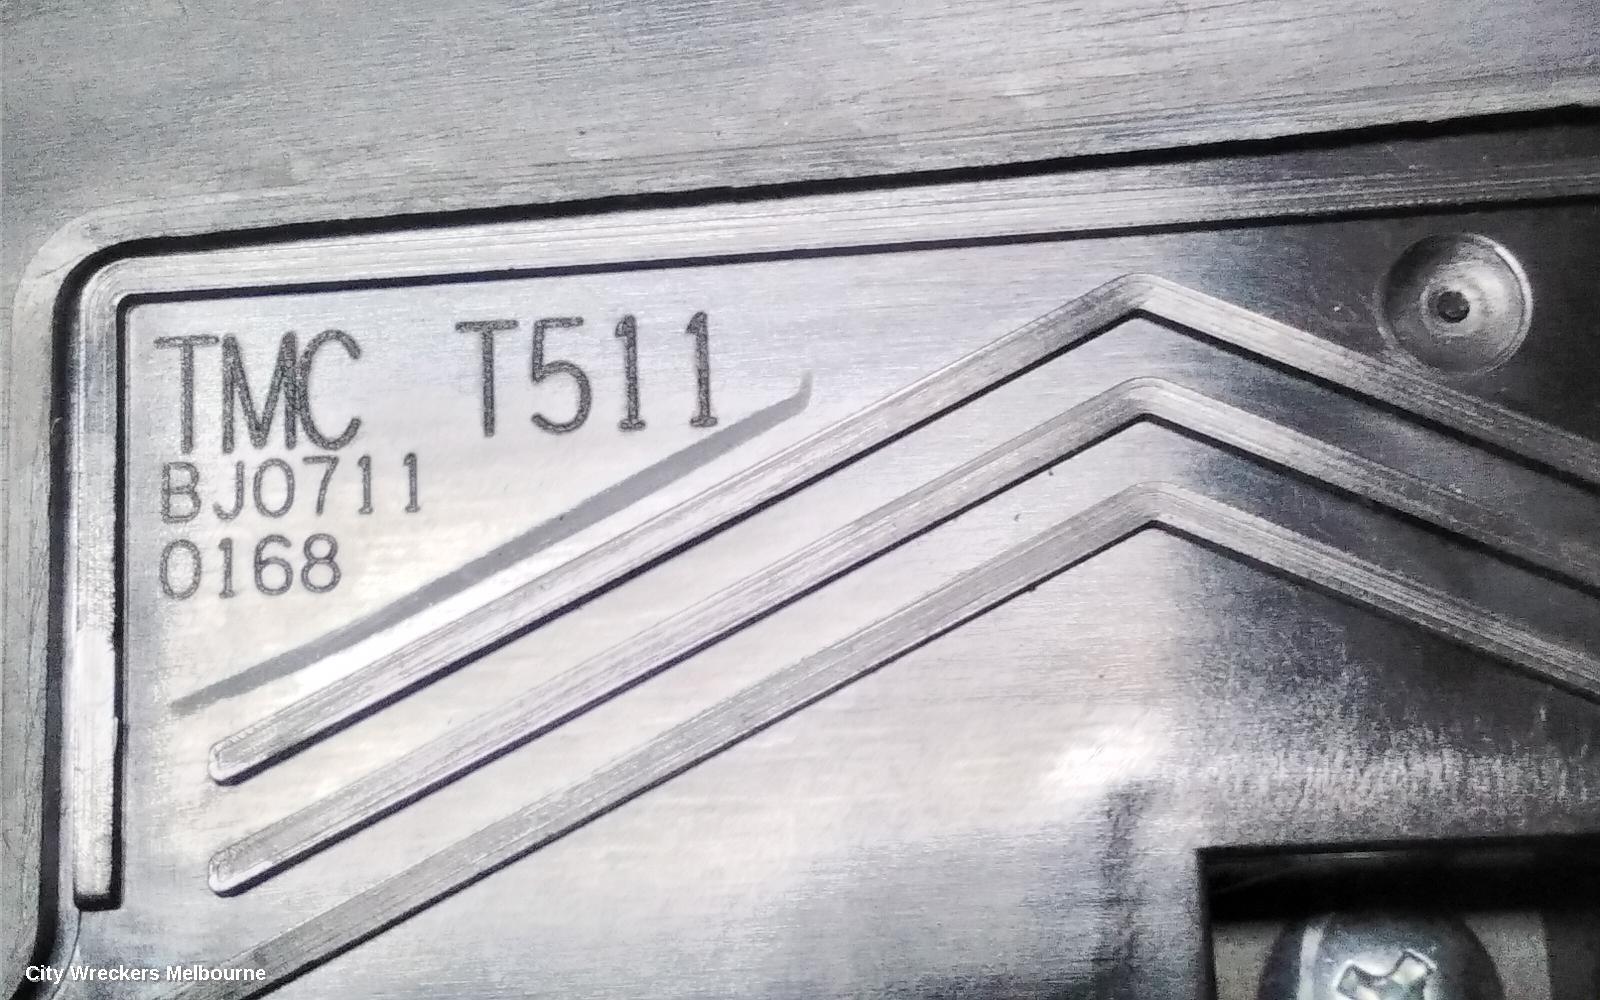 TMC T511
BJ0711
0168
City Wreckers Melbourne